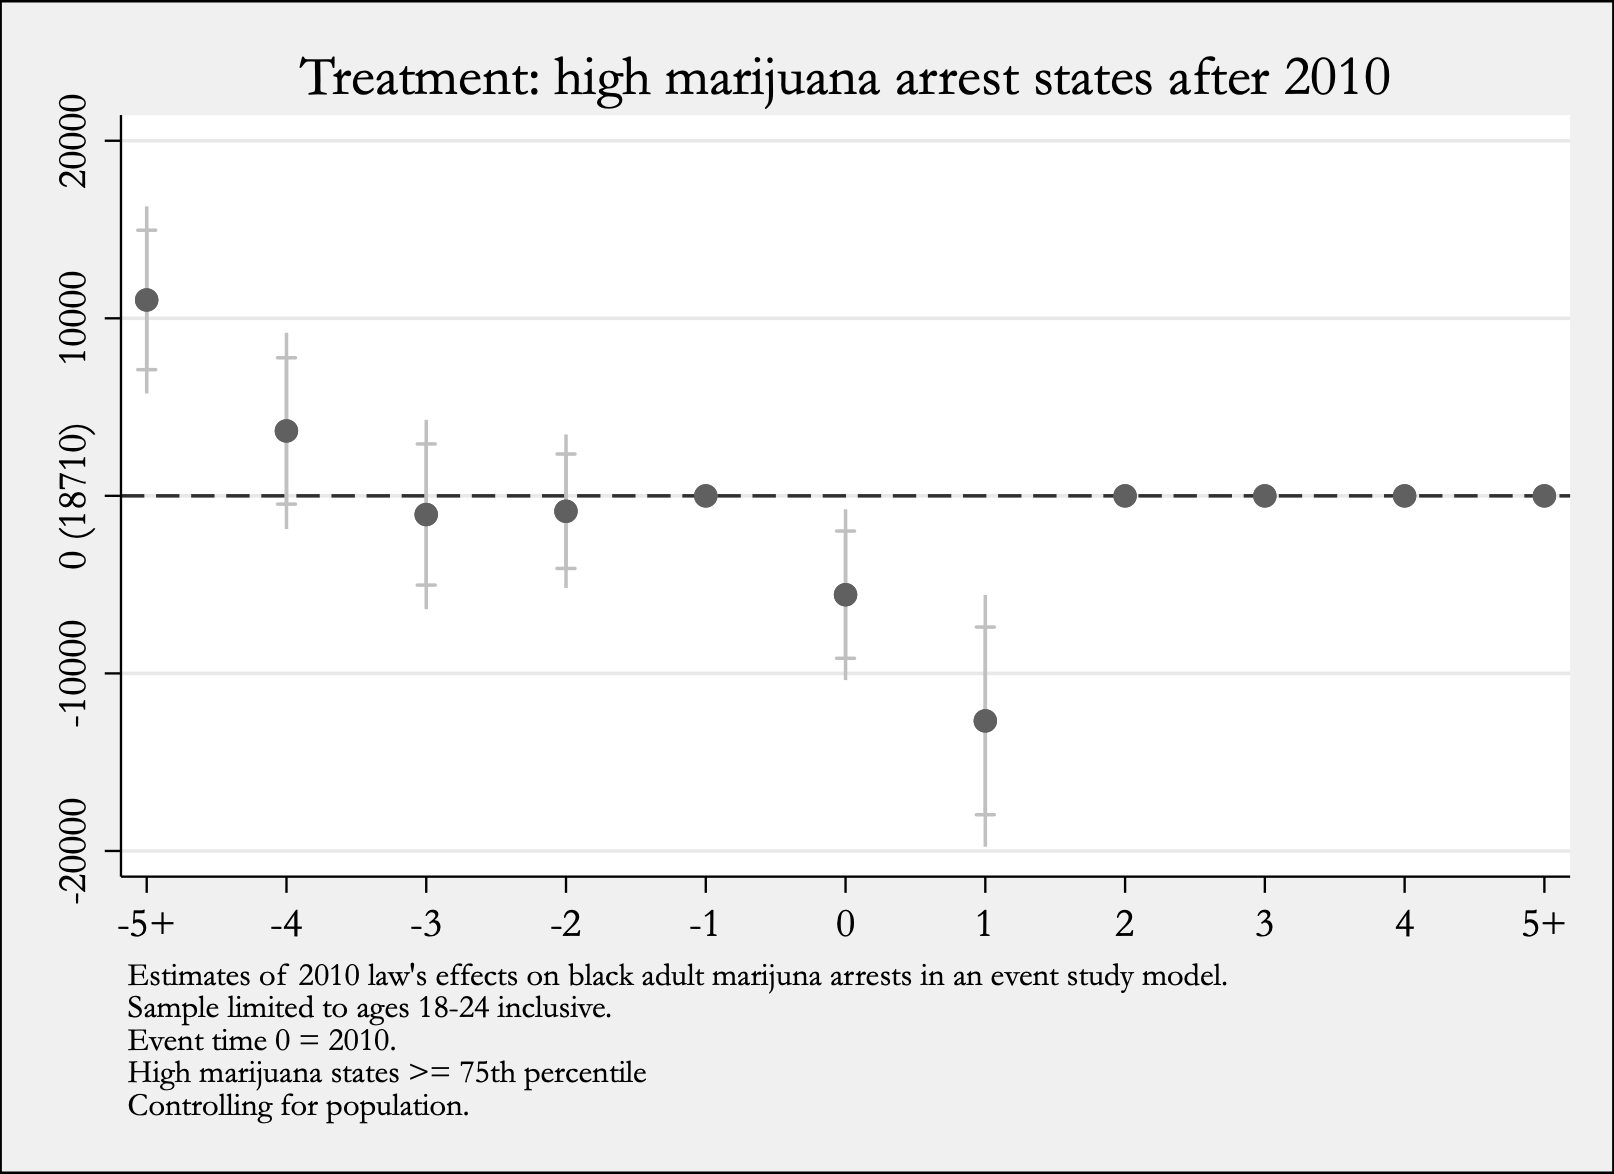 Treatment: high marijuana arrest states after 2010
20000
10000
0 (18710)
-10000
-20000
-5+ -4 -3 -2 -1 0 1 2 3 4 5+
Estimates of 2010 law's effects on black adult marijuna arrests in an event study model.
Sample limited to ages 18-24 inclusive.
Event time 0 = 2010.
High marijuana states >= 75th percentile
Controlling for population.